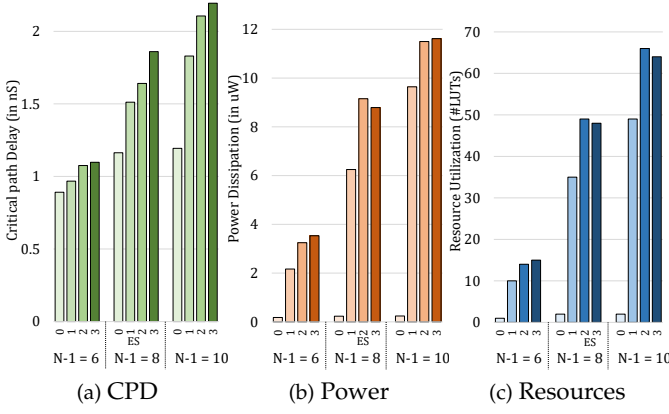 Critical path Delay (in nS)
2
1.5
1
0.5
0
0 1 2 3 0 1 2 3 0 1 2 3
ES
N-1 = 6 N-1 = 8 N-1 = 10
(a) CPD
Power Dissipation (in uW)
12
10
8
6
4
2
0
0 1 2 3 0 1 2 3 0 1 2 3
ES
N-1 = 6 N-1 = 8 N-1 = 10
(b) Power
Resource Utilization (#LUTs)
70
60
50
40
30
20
10
0
0 1 2 3 0 1 2 3 0 1 2 3
ES
N-1 = 6 N-1 = 8 N-1 = 10
(c) Resources